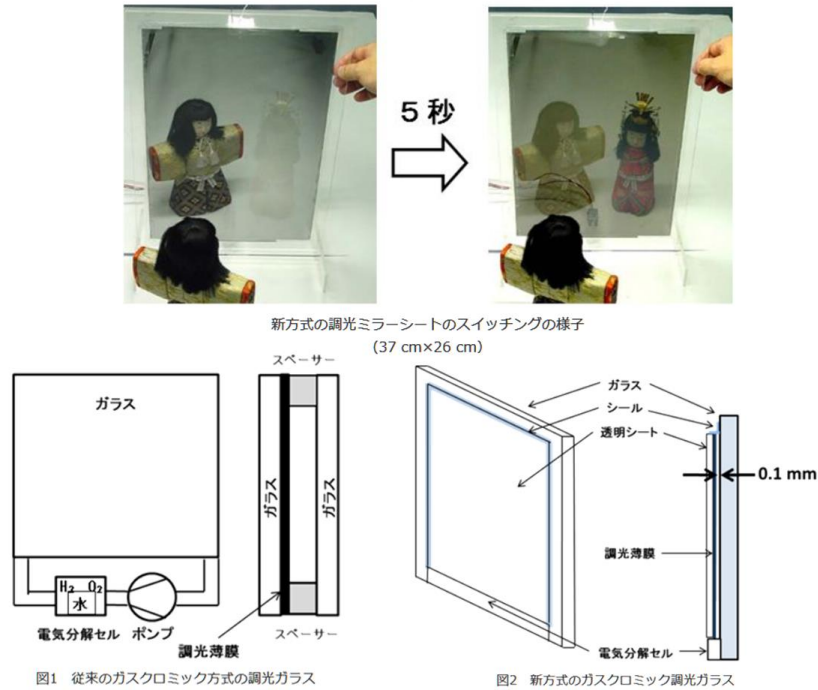 5秒
新方式の調光ミラーシートのスイッチングの様子
（37 cm×26 cm）
ガラス
H₂ O₂
水
電気分解セル ポンプ
スペーサー
ガラス
ガラス
スペーサー
調光薄膜
図1 従来のガスクロミック方式の調光ガラス
ガラス
シール
透明シート
0.1 mm
調光薄膜
電気分解セル
図2 新方式のガスクロミック調光ガラス